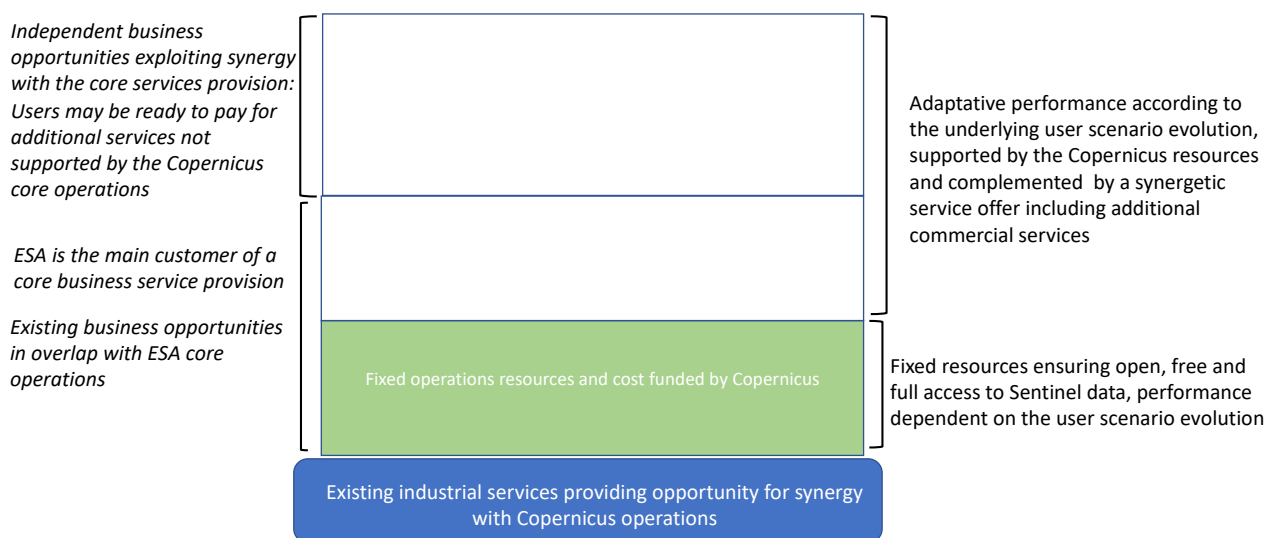 Independent business
opportunities exploiting synergy
with the core services provision:
Users may be ready to pay for
additional services not
supported by the Copernicus
core operations
ESA is the main customer of a
core business service provision
Existing business opportunities
in overlap with ESA core
operations
Adaptative performance according to
the underlying user scenario evolution,
supported by the Copernicus resources
and complemented by a synergetic
service offer including additional
commercial services
Fixed operations resources and cost funded by Copernicus
Fixed resources ensuring open, free and
full access to Sentinel data, performance
dependent on the user scenario evolution
Existing industrial services providing opportunity for synergy
with Copernicus operations